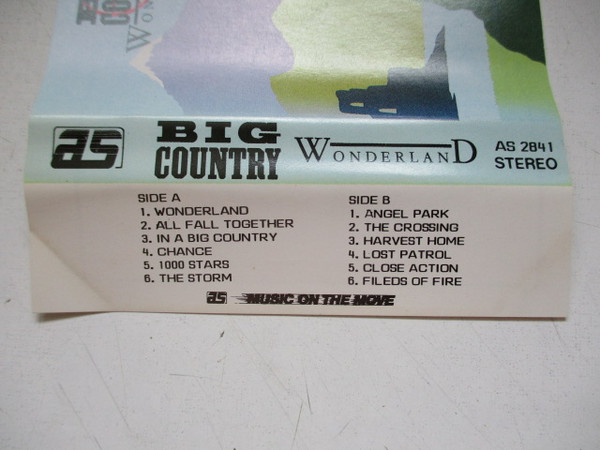 BIG COUNTRY
as
BIG
COUNTRY
WONDERLAND
AS 2841
STEREO
SIDE A
1. WONDERLAND
2. ALL FALL TOGETHER
3. IN A BIG COUNTRY
4. CHANCE
5. 1000 STARS
6. THE STORM
SIDE B
1. ANGEL PARK
2. THE CROSSING
3. HARVEST HOME
4. LOST PATROL
5. CLOSE ACTION
6. FILEDS OF FIRE
as MUSIC ON THE MOVE